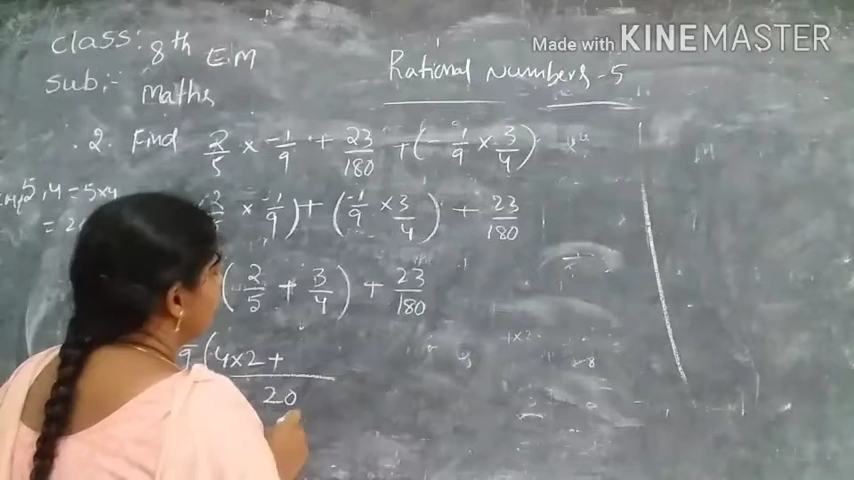 Made with KINEMASTER
class: 8th E/M
Sub:- Maths
Rational Numbers-5
2. Find 2/5 × -1/9 + 23/180 + (-1/9 × 3/4)
5, 4 = 5×4
× -1/9) + (-1/9 × 3/4) + 23/180
= 2
(2/5 + 3/4) + 23/180
9 (4×2 +
20